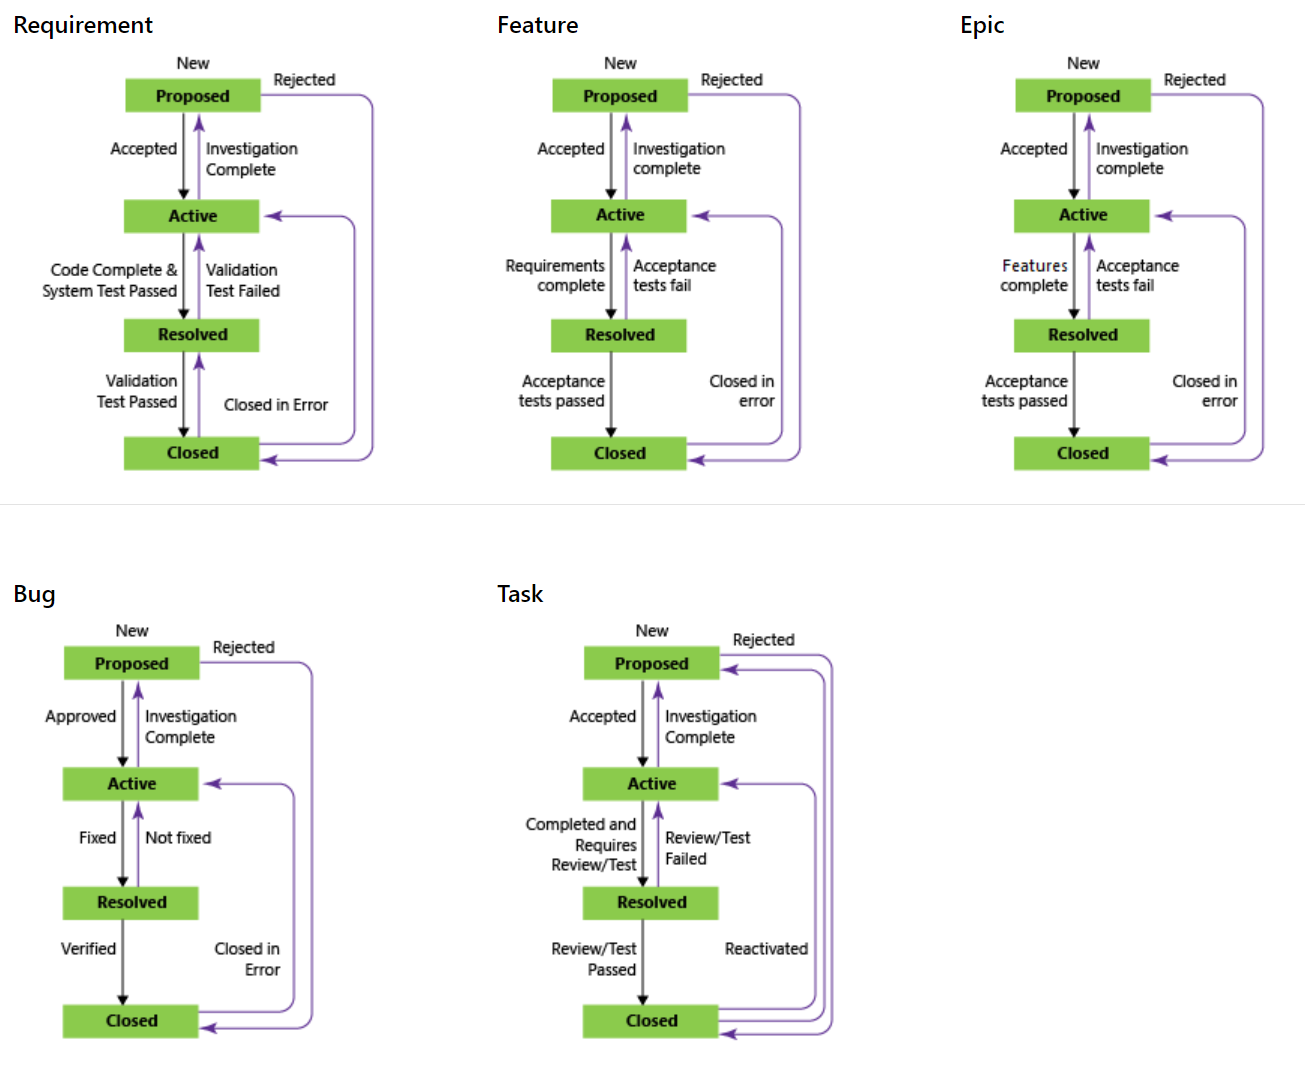 Requirement
New
Proposed
Rejected
Accepted
Investigation
Complete
Active
Code Complete &
System Test Passed
Validation
Test Failed
Resolved
Validation
Test Passed
Closed in Error
Closed
Feature
New
Proposed
Rejected
Accepted
Investigation
complete
Active
Requirements
complete
Acceptance
tests fail
Resolved
Acceptance
tests passed
Closed in
error
Closed
Epic
New
Proposed
Rejected
Accepted
Investigation
complete
Active
Features
complete
Acceptance
tests fail
Resolved
Acceptance
tests passed
Closed in
error
Closed
Bug
New
Proposed
Rejected
Approved
Investigation
Complete
Active
Fixed
Not fixed
Resolved
Verified
Closed in
Error
Closed
Task
New
Proposed
Rejected
Accepted
Investigation
Complete
Active
Completed and
Requires
Review/Test
Review/Test
Failed
Resolved
Review/Test
Passed
Reactivated
Closed